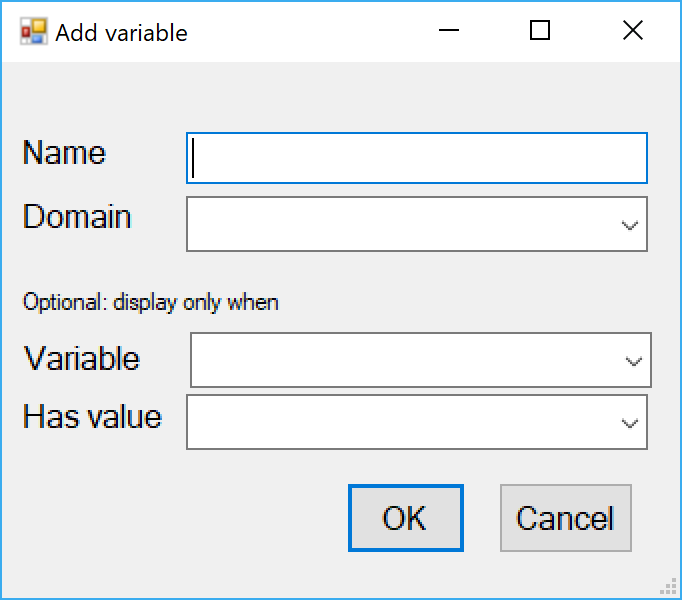 Add variable
Name
Domain
Optional: display only when
Variable
Has value
OK Cancel